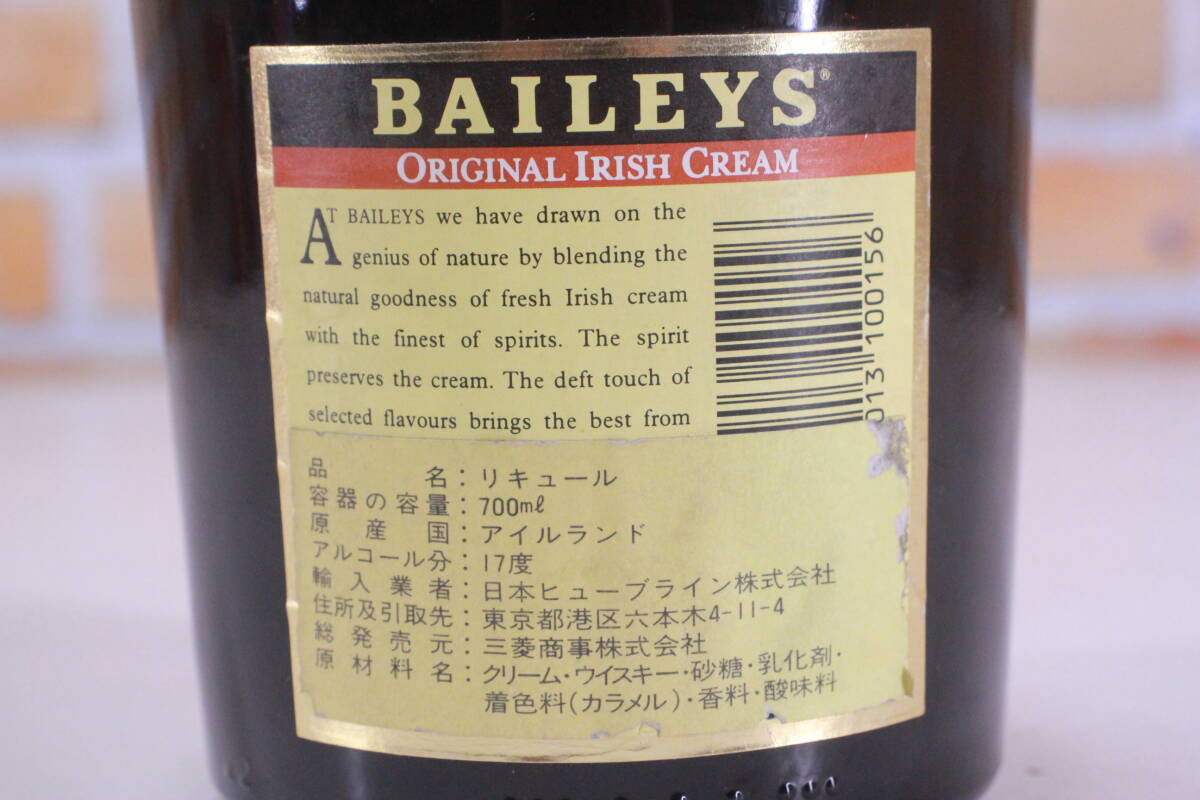 BAILEYS®
ORIGINAL IRISH CREAM
AT BAILEYS we have drawn on the
genius of nature by blending the
natural goodness of fresh Irish cream
with the finest of spirits. The spirit
preserves the cream. The deft touch of
selected flavours brings the best from
013 100156
品名：リキュール
容器の容量：700ml
原産国：アイルランド
アルコール分：17度
輸入業者：日本ヒューブライン株式会社
住所及引取先：東京都港区六本木4-11-4
総発売元：三菱商事株式会社
原材料名：クリーム・ウイスキー・砂糖・乳化剤・
着色料(カラメル)・香料・酸味料